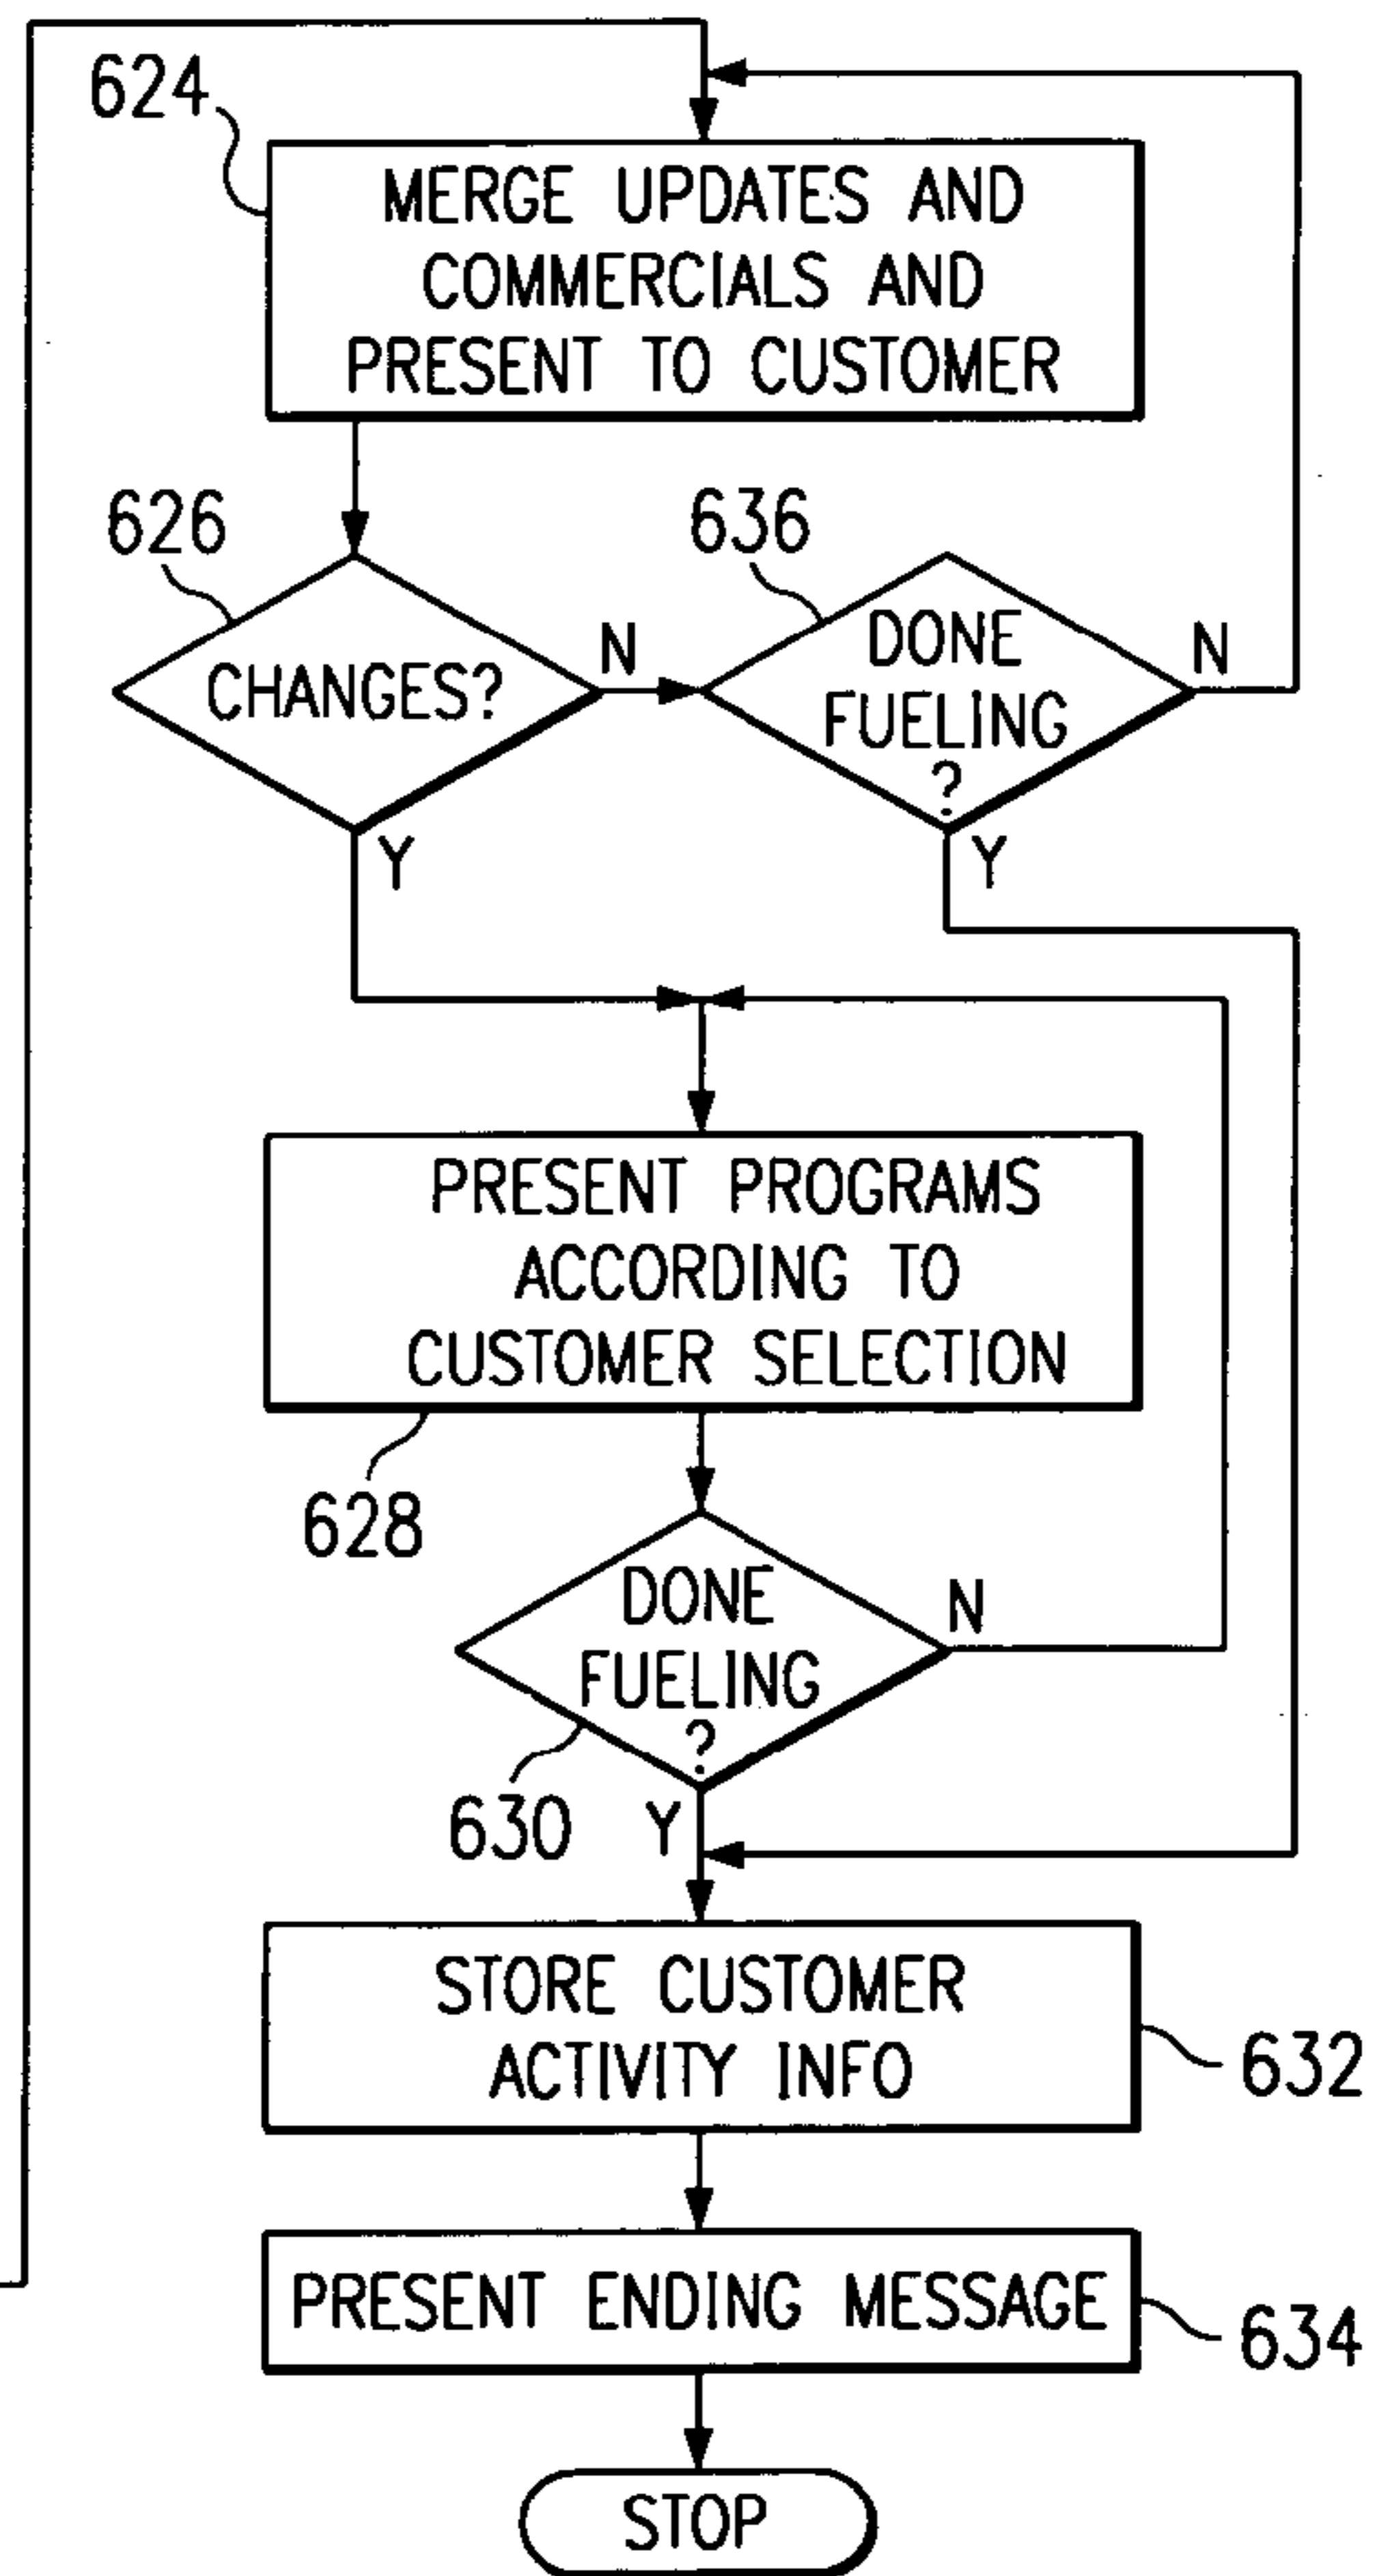 624
MERGE UPDATES AND
COMMERCIALS AND
PRESENT TO CUSTOMER
626
CHANGES?
N
Y
636
DONE
FUELING
?
N
Y
PRESENT PROGRAMS
ACCORDING TO
CUSTOMER SELECTION
628
DONE
FUELING
?
N
630
Y
STORE CUSTOMER
ACTIVITY INFO
632
PRESENT ENDING MESSAGE
634
STOP